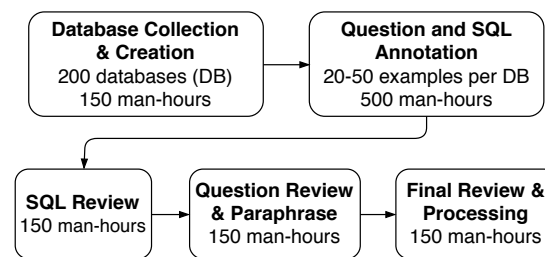 Database Collection
& Creation
200 databases (DB)
150 man-hours
Question and SQL
Annotation
20-50 examples per DB
500 man-hours
SQL Review
150 man-hours
Question Review
& Paraphrase
150 man-hours
Final Review &
Processing
150 man-hours